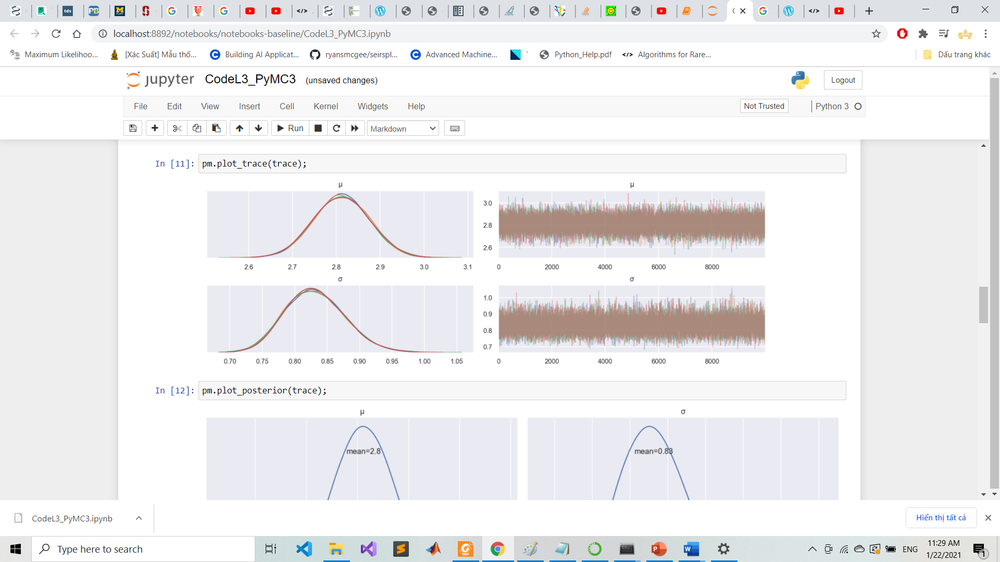 tds
PB
M
FLINT
localhost:8892/notebooks/notebooks-baseline/CodeL3_PyMC3.ipynb
Maximum Likelihoo...
[Xác Suất] Mẫu thố...
Building AI Applicat...
ryansmcgee/seirspl...
Advanced Machine...
`
Python_Help.pdf
Algorithms for Rare...
Dấu trang khác
jupyter CodeL3_PyMC3 (unsaved changes)
Logout
File Edit View Insert Cell Kernel Widgets Help
Not Trusted
Python 3
Run
Markdown
In [11]: pm.plot_trace(trace);
μ
2.6 2.7 2.8 2.9 3.0 3.1
μ
3.0
2.8
2.6
0 2000 4000 6000 8000
σ
0.70 0.75 0.80 0.85 0.90 0.95 1.00 1.05
σ
1.0
0.9
0.8
0.7
0 2000 4000 6000 8000
In [12]: pm.plot_posterior(trace);
μ
mean=2.8
σ
mean=0.83
CodeL3_PyMC3.ipynb
Hiển thị tất cả
Type here to search
PDF
ENG
11:29 AM
1/22/2021
1